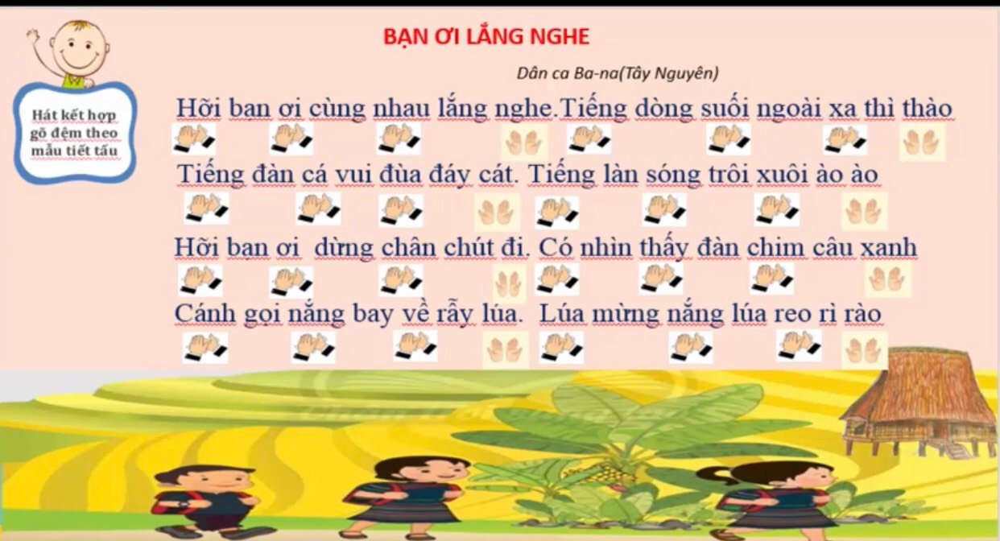 BẠN ƠI LẮNG NGHE
Dân ca Ba-na(Tây Nguyên)
Hát kết hợp
gõ đệm theo
mẫu tiết tấu
Hỡi bạn ơi cùng nhau lắng nghe.Tiếng dòng suối ngoài xa thì thào
Tiếng đàn cá vui đùa đáy cát. Tiếng làn sóng trôi xuôi ào ào
Hỡi bạn ơi dừng chân chút đi. Có nhìn thấy đàn chim câu xanh
Cánh gọi nắng bay về rẫy lúa. Lúa mừng nắng lúa reo rì rào